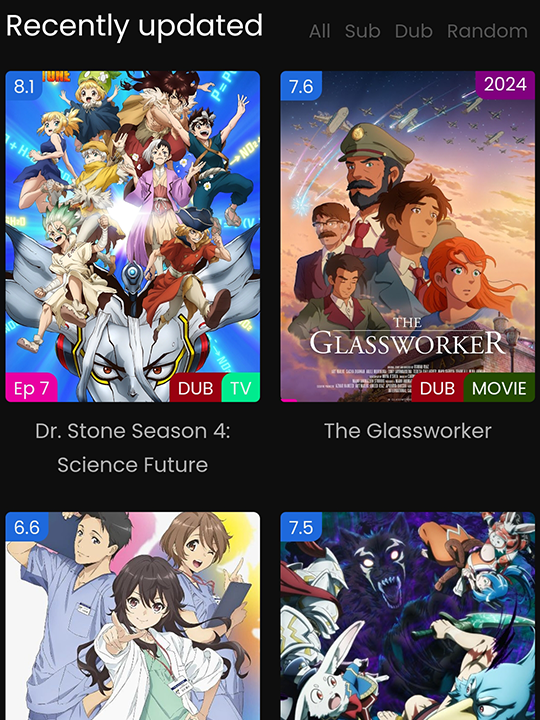 Recently updated
All Sub Dub Random
8.1
7.6
2024
THE
GLASSWORKER
Ep 7
DUB
TV
DUB
MOVIE
Dr. Stone Season 4:
Science Future
The Glassworker
6.6
7.5